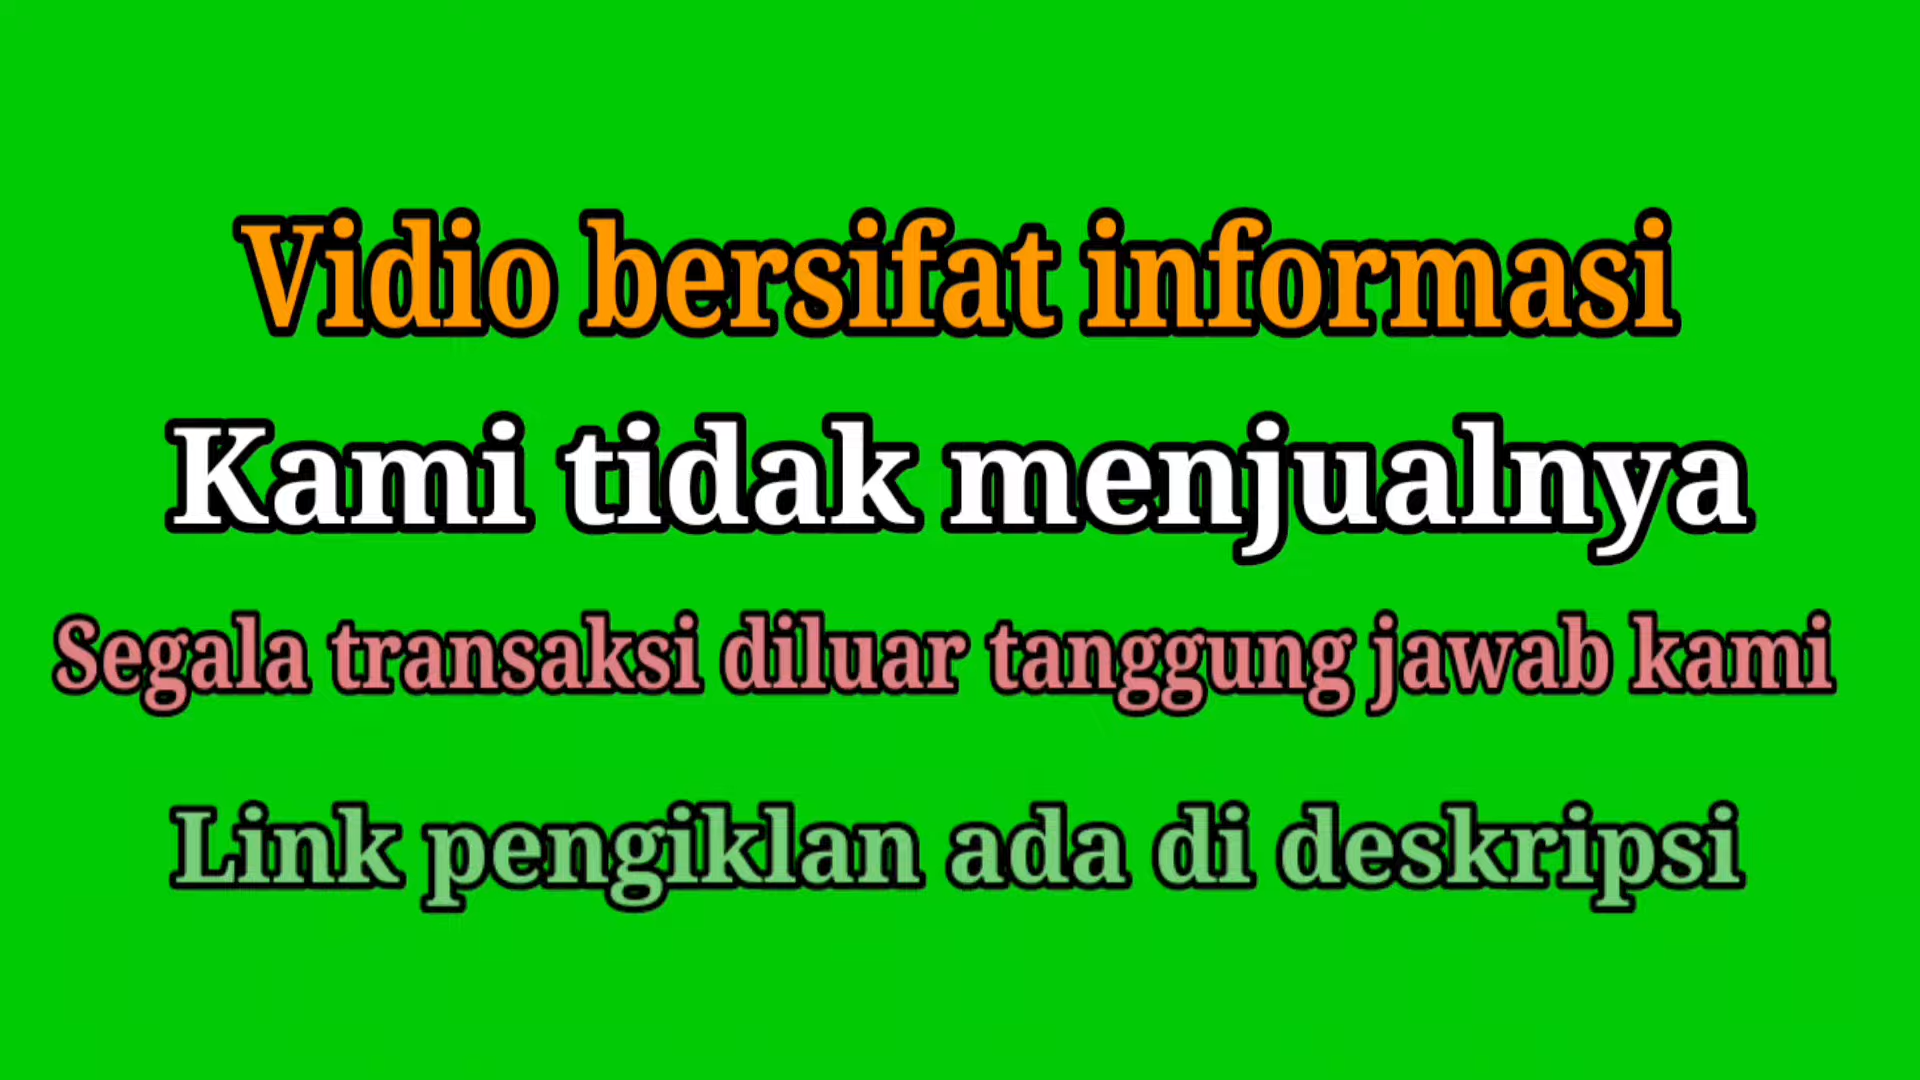 Vidio bersifat informasi
Kami tidak menjualnya
Segala transaksi diluar tanggung jawab kami
Link pengiklan ada di deskripsi